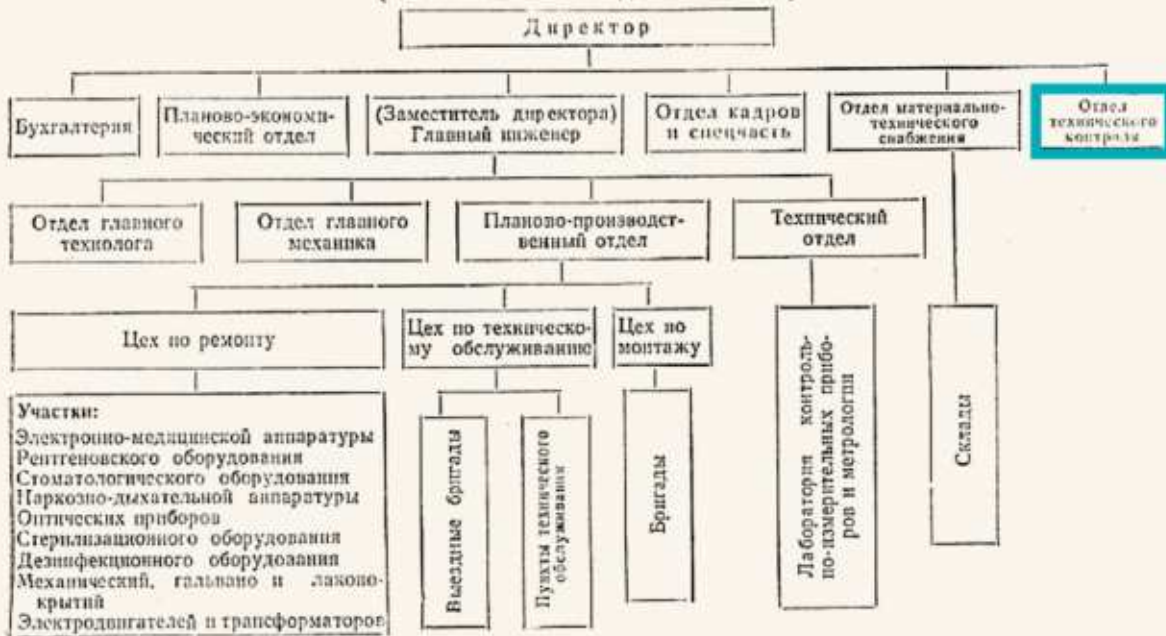 Директор
Бухгалтерия
Планово-экономи-
ческий отдел
(Заместитель директора)
Главный инженер
Отдел кадров
и спецчасть
Отдел материально-
технического
снабжения
Отдел
технического
контроля
Отдел главного
технолога
Отдел главного
механика
Планово-производст-
венный отдел
Технический
отдел
Цех по ремонту
Цех по техническо-
му обслуживанию
Цех по
монтажу
Участки:
Электронно-медицинской аппаратуры
Рентгеновского оборудования
Стоматологического оборудования
Наркозно-дыхательной аппаратуры
Оптических приборов
Стерилизационного оборудования
Дезинфекционного оборудования
Механический, гальвано и лакопо-
крытий
Электродвигателей и трансформаторов
Выездные бригады
Пункты технического
обслуживания
Бригады
Лаборатория контроль-
но-измерительных прибо-
ров и метрологии
Склады